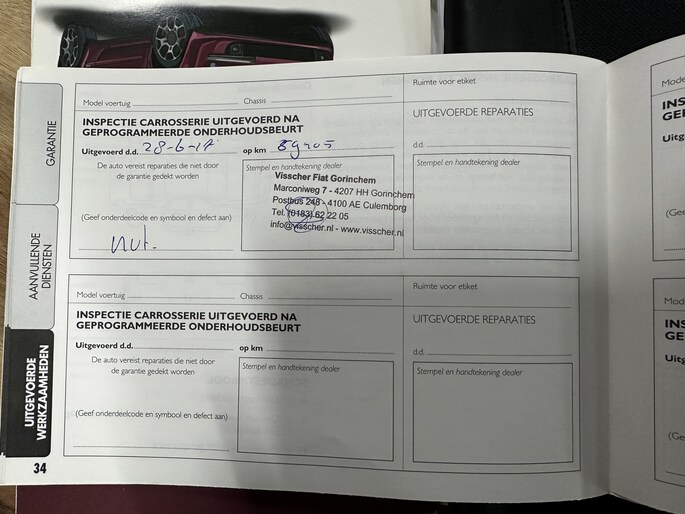 GARANTIE
AANVULLENDE
DIENSTEN
UITGEVOERDE
WERKZAAMHEDEN
34
Model voertuig
Chassis
INSPECTIE CARROSSERIE UITGEVOERD NA
GEPROGRAMMEERDE ONDERHOUDSBEURT
Uitgevoerd d.d. 28-6-17 op km
De auto vereist reparaties die niet door
de garantie gedekt worden
(Geef onderdeelcode en symbool en defect aan)
Stempel en handtekening dealer
Visscher Fiat Gorinchem
Marconiweg 7 - 4207 HH Gorinchem
Postbus 248 - 4100 AE Culemborg
Tel. (0183) 62 22 05
info@visscher.nl - www.visscher.nl
Ruimte voor etiket
UITGEVOERDE REPARATIES
d.d.
Stempel en handtekening dealer
Model voertuig
Chassis
INSPECTIE CARROSSERIE UITGEVOERD NA
GEPROGRAMMEERDE ONDERHOUDSBEURT
Uitgevoerd d.d. op km
De auto vereist reparaties die niet door
de garantie gedekt worden
(Geef onderdeelcode en symbool en defect aan)
Stempel en handtekening dealer
Ruimte voor etiket
UITGEVOERDE REPARATIES
d.d.
Stempel en handtekening dealer